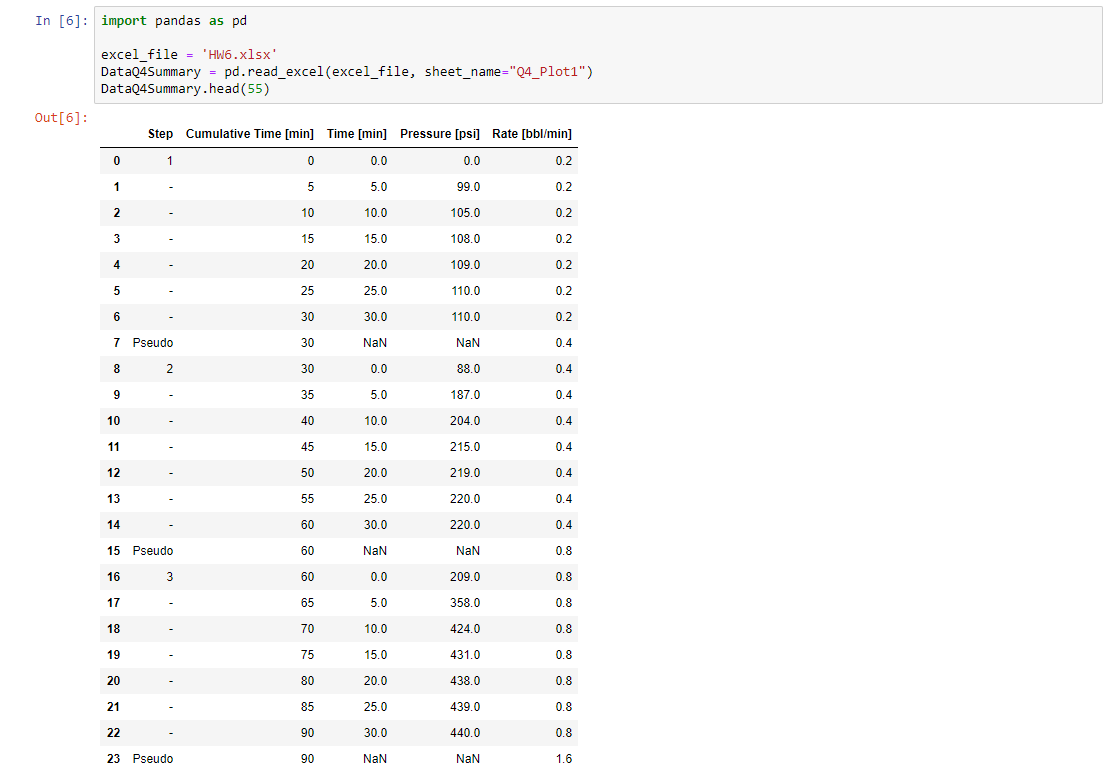 In [6]: import pandas as pd
excel_file = 'HW6.xlsx'
DataQ4Summary = pd.read_excel(excel_file, sheet_name="Q4_Plot1")
DataQ4Summary.head(55)
Out[6]:
Step Cumulative Time [min] Time [min] Pressure [psi] Rate [bbl/min]
0 1 0 0.0 0.0 0.2
1 - 5 5.0 99.0 0.2
2 - 10 10.0 105.0 0.2
3 - 15 15.0 108.0 0.2
4 - 20 20.0 109.0 0.2
5 - 25 25.0 110.0 0.2
6 - 30 30.0 110.0 0.2
7 Pseudo 30 NaN NaN 0.4
8 2 30 0.0 88.0 0.4
9 - 35 5.0 187.0 0.4
10 - 40 10.0 204.0 0.4
11 - 45 15.0 215.0 0.4
12 - 50 20.0 219.0 0.4
13 - 55 25.0 220.0 0.4
14 - 60 30.0 220.0 0.4
15 Pseudo 60 NaN NaN 0.8
16 3 60 0.0 209.0 0.8
17 - 65 5.0 358.0 0.8
18 - 70 10.0 424.0 0.8
19 - 75 15.0 431.0 0.8
20 - 80 20.0 438.0 0.8
21 - 85 25.0 439.0 0.8
22 - 90 30.0 440.0 0.8
23 Pseudo 90 NaN NaN 1.6